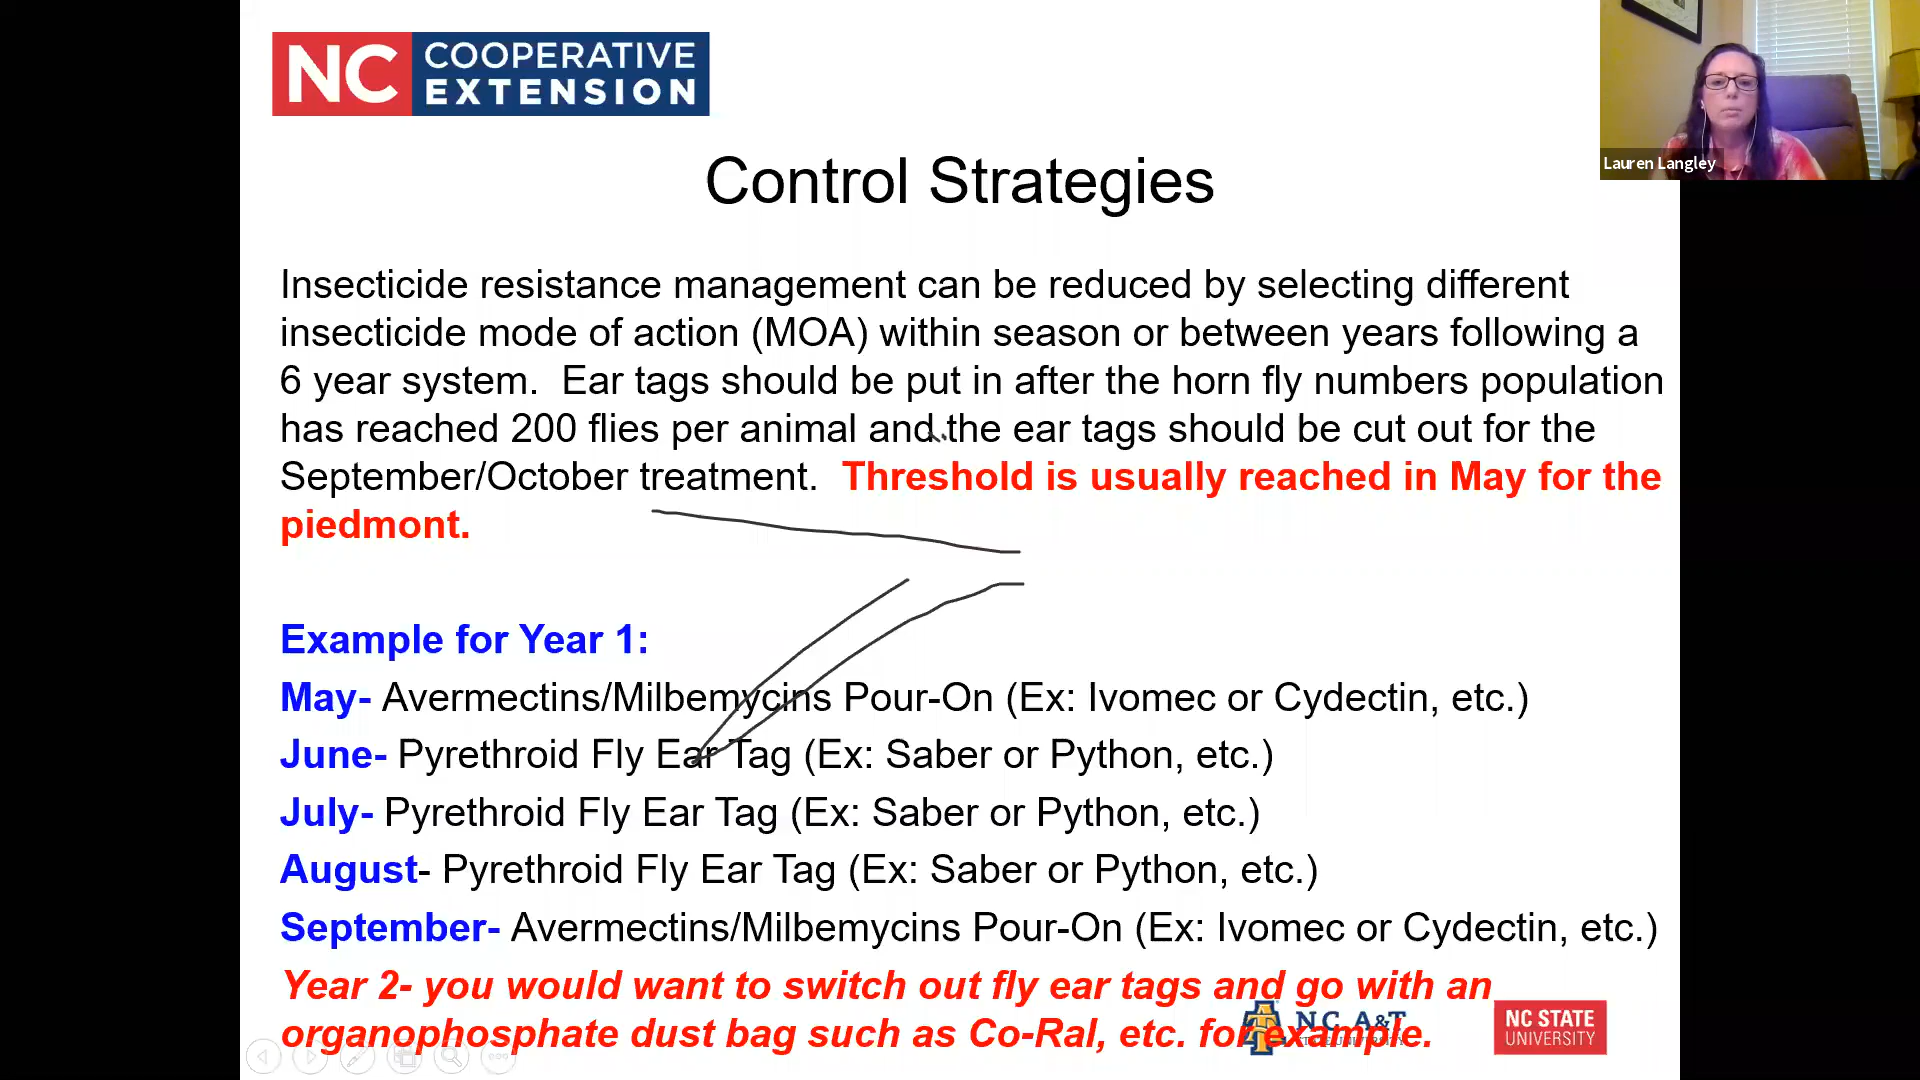 NC COOPERATIVE
EXTENSION
Lauren Langley
Control Strategies
Insecticide resistance management can be reduced by selecting different
insecticide mode of action (MOA) within season or between years following a
6 year system.  Ear tags should be put in after the horn fly numbers population
has reached 200 flies per animal and the ear tags should be cut out for the
September/October treatment.  Threshold is usually reached in May for the
piedmont.
Example for Year 1:
May- Avermectins/Milbemycins Pour-On (Ex: Ivomec or Cydectin, etc.)
June- Pyrethroid Fly Ear Tag (Ex: Saber or Python, etc.)
July- Pyrethroid Fly Ear Tag (Ex: Saber or Python, etc.)
August- Pyrethroid Fly Ear Tag (Ex: Saber or Python, etc.)
September- Avermectins/Milbemycins Pour-On (Ex: Ivomec or Cydectin, etc.)
Year 2- you would want to switch out fly ear tags and go with an
organophosphate dust bag such as Co-Ral, etc. for example.
NC A&T
STATE UNIVERSITY
NC STATE
UNIVERSITY